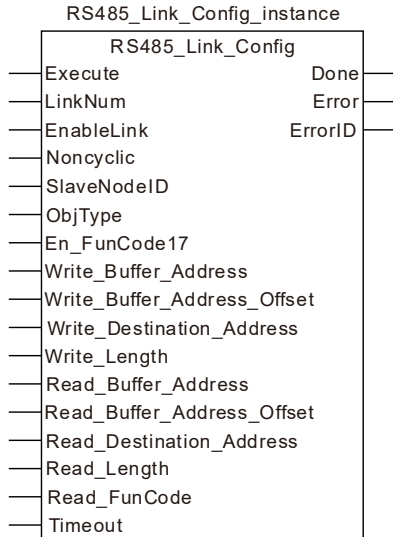 RS485_Link_Config_instance
RS485_Link_Config
Execute Done
LinkNum Error
EnableLink ErrorID
Noncyclic
SlaveNodeID
ObjType
En_FunCode17
Write_Buffer_Address
Write_Buffer_Address_Offset
Write_Destination_Address
Write_Length
Read_Buffer_Address
Read_Buffer_Address_Offset
Read_Destination_Address
Read_Length
Read_FunCode
Timeout